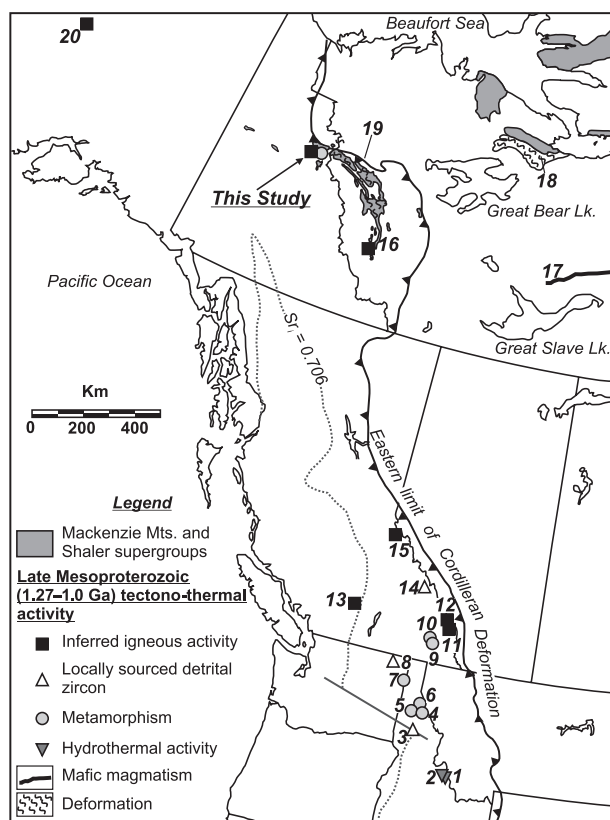 Beaufort Sea
20
19
This Study
18
Great Bear Lk.
16
17
Pacific Ocean
Great Slave Lk.
Sri = 0.706
Km
0 200 400
Eastern limit of Cordilleran Deformation
Legend
Mackenzie Mts. and
Shaler supergroups
15
Late Mesoproterozoic
(1.27–1.0 Ga) tectono-thermal
activity
14
13
12
Inferred igneous activity
10
11
9
Locally sourced detrital
zircon
8
7
6
Metamorphism
5
4
3
Hydrothermal activity
2
1
Mafic magmatism
Deformation